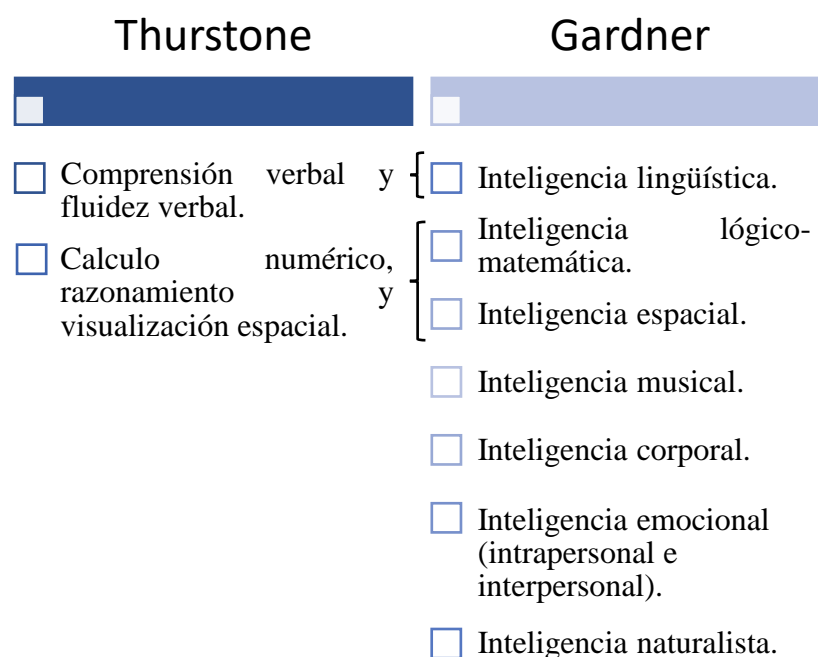 Thurstone
Comprensión verbal y
fluidez verbal.
Calculo numérico,
razonamiento y
visualización espacial.
Gardner
Inteligencia lingüística.
Inteligencia lógico-
matemática.
Inteligencia espacial.
Inteligencia musical.
Inteligencia corporal.
Inteligencia emocional
(intrapersonal e
interpersonal).
Inteligencia naturalista.